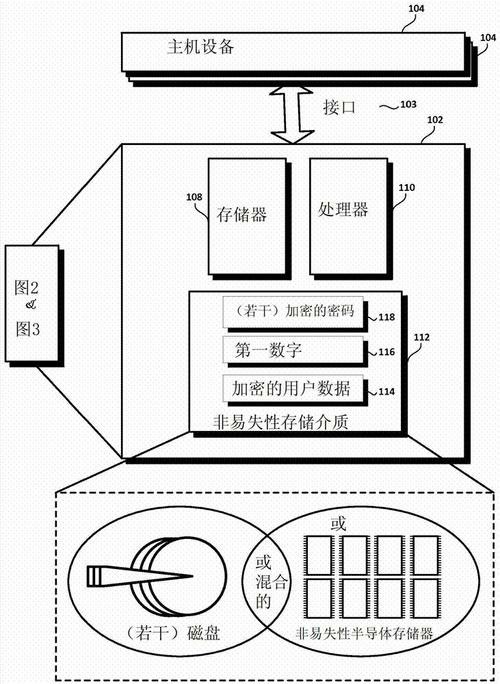 104
主机设备
104
接口
103
102
108
存储器
处理器
110
图2
&
图3
（若干）加密的密码
118
第一数字
116
112
加密的用户数据
114
非易失性存储介质
或
或
混合
的
（若干）磁盘
非易失性半导体存储器